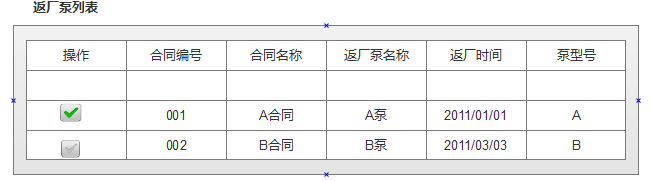 返厂泵列表
操作 合同编号 合同名称 返厂泵名称 返厂时间 泵型号
001 A合同 A泵 2011/01/01 A
002 B合同 B泵 2011/03/03 B